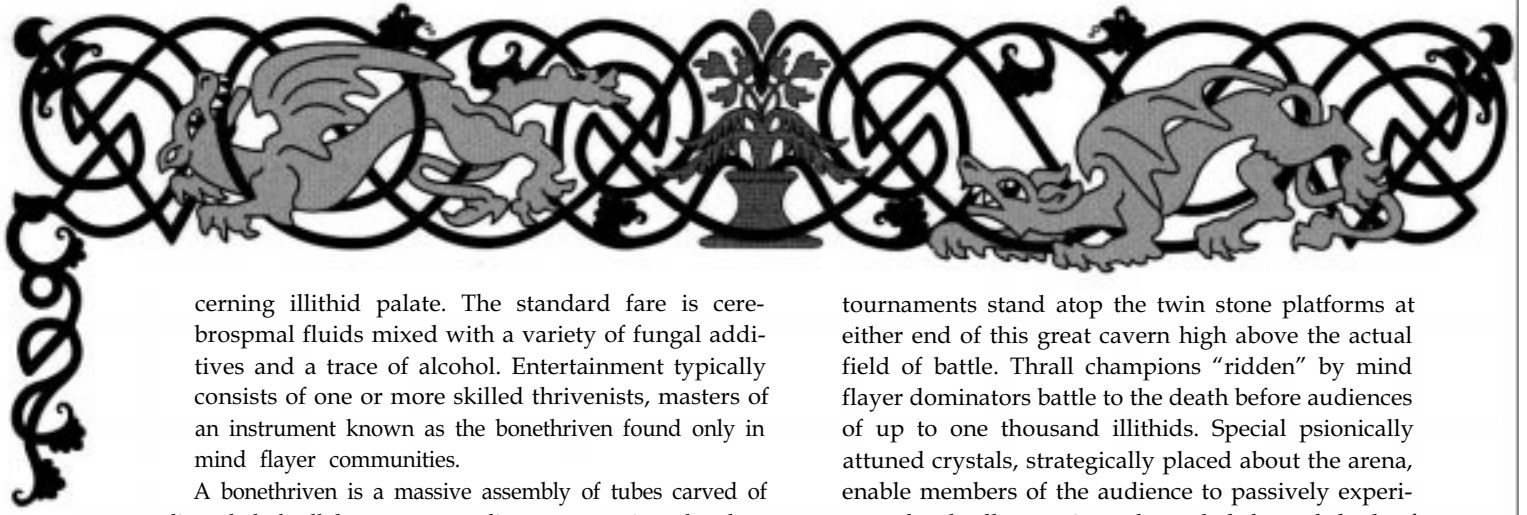 cerning illithid palate. The standard fare is cere-
brospmal fluids mixed with a variety of fungal addi-
tives and a trace of alcohol. Entertainment typically
consists of one or more skilled thrivenists, masters of
an instrument known as the bonethriven found only in
mind flayer communities.
A bonethriven is a massive assembly of tubes carved of
tournaments stand atop the twin stone platforms at
either end of this great cavern high above the actual
field of battle. Thrall champions “ridden” by mind
flayer dominators battle to the death before audiences
of up to one thousand illithids. Special psionically
attuned crystals, strategically placed about the arena,
enable members of the audience to passively experi-